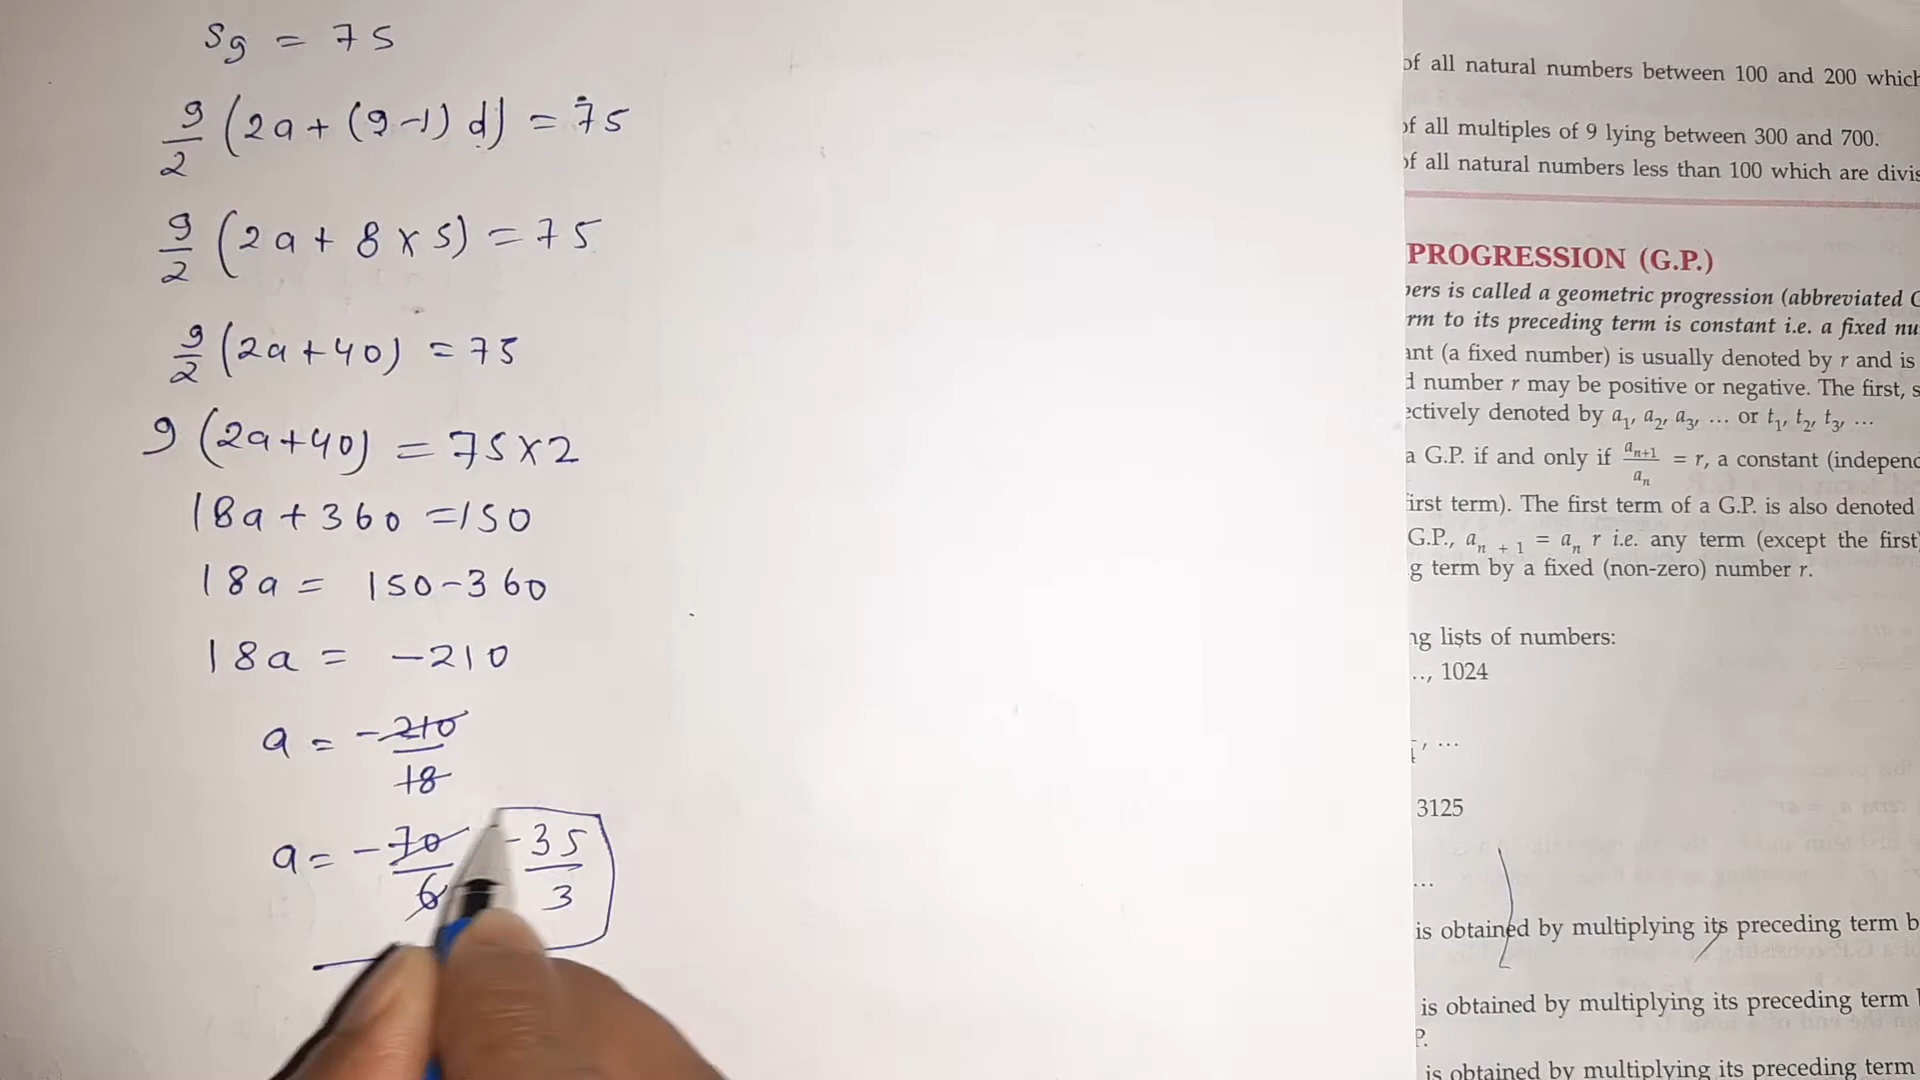 S9 = 75
9/2 (2a + (9-1) d) = 75
9/2 (2a + 8 × 5) = 75
9/2 (2a + 40) = 75
9 (2a + 40) = 75 × 2
18a + 360 = 150
18a = 150 - 360
18a = -210
a = -210/18
a = -70/6 -35/3
of all natural numbers between 100 and 200 which
of all multiples of 9 lying between 300 and 700.
of all natural numbers less than 100 which are divis
PROGRESSION (G.P.)
bers is called a geometric progression (abbreviated G
rm to its preceding term is constant i.e. a fixed nu
ant (a fixed number) is usually denoted by r and is
d number r may be positive or negative. The first, s
ectively denoted by a₁, a₂, a₃, ... or t₁, t₂, t₃, ...
a G.P. if and only if aₙ₊₁/aₙ = r, a constant (independ
first term). The first term of a G.P. is also denoted
G.P., aₙ₊₁ = aₙ r i.e. any term (except the first
g term by a fixed (non-zero) number r.
ng lists of numbers:
..., 1024
, ...
3125
...
is obtained by multiplying its preceding term b
is obtained by multiplying its preceding term
P.
is obtained by multiplying its preceding term